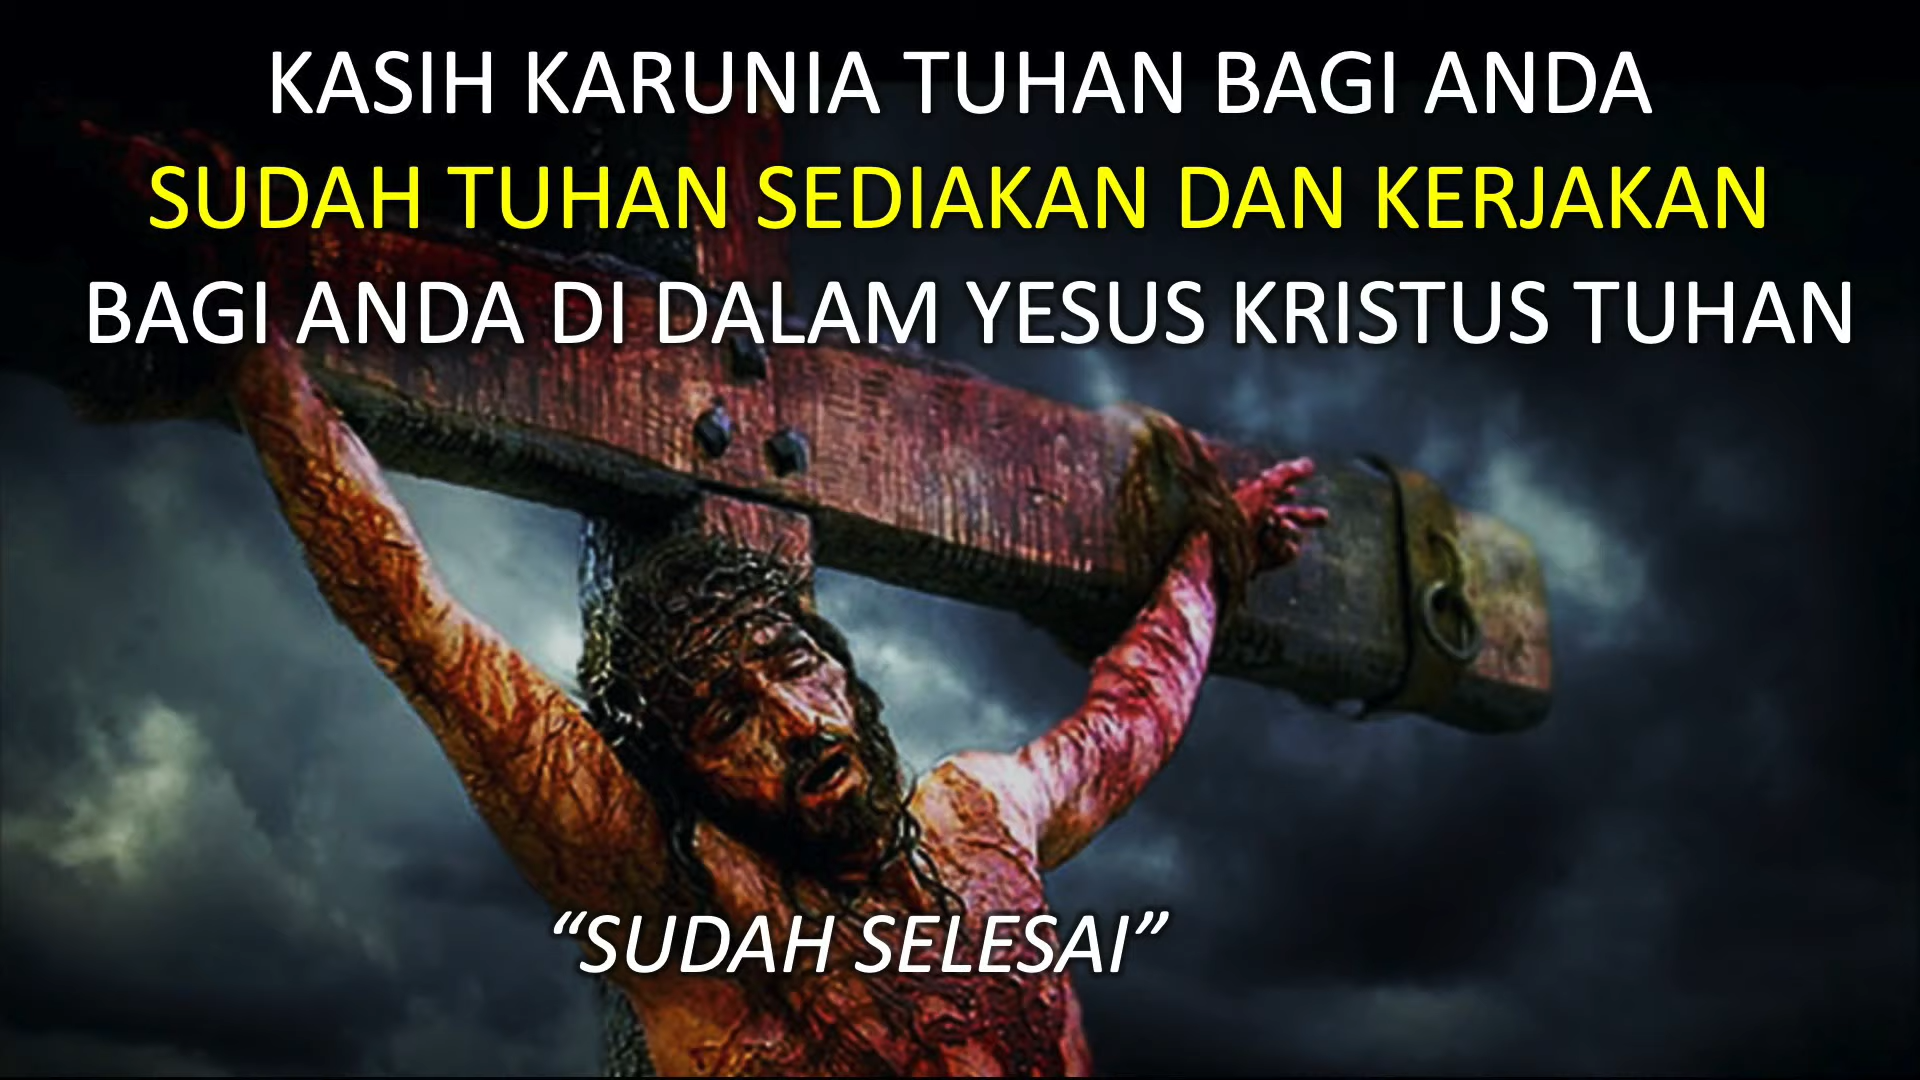 KASIH KARUNIA TUHAN BAGI ANDA
SUDAH TUHAN SEDIAKAN DAN KERJAKAN
BAGI ANDA DI DALAM YESUS KRISTUS TUHAN
“SUDAH SELESAI”